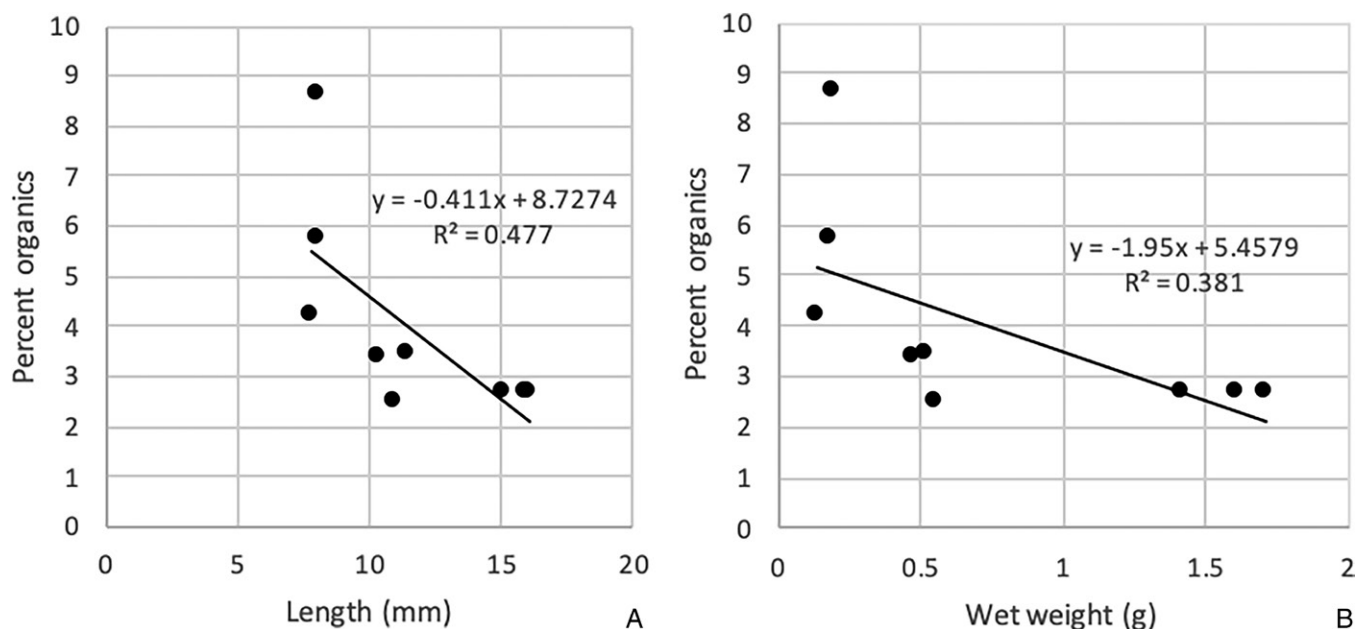 10
9
8
7
6
5
4
3
2
1
0
Percent organics
y = -0.411x + 8.7274
R² = 0.477
0 5 10 15 20
Length (mm)
A
10
9
8
7
6
5
4
3
2
1
0
Percent organics
y = -1.95x + 5.4579
R² = 0.381
0 0.5 1 1.5 2
Wet weight (g)
B